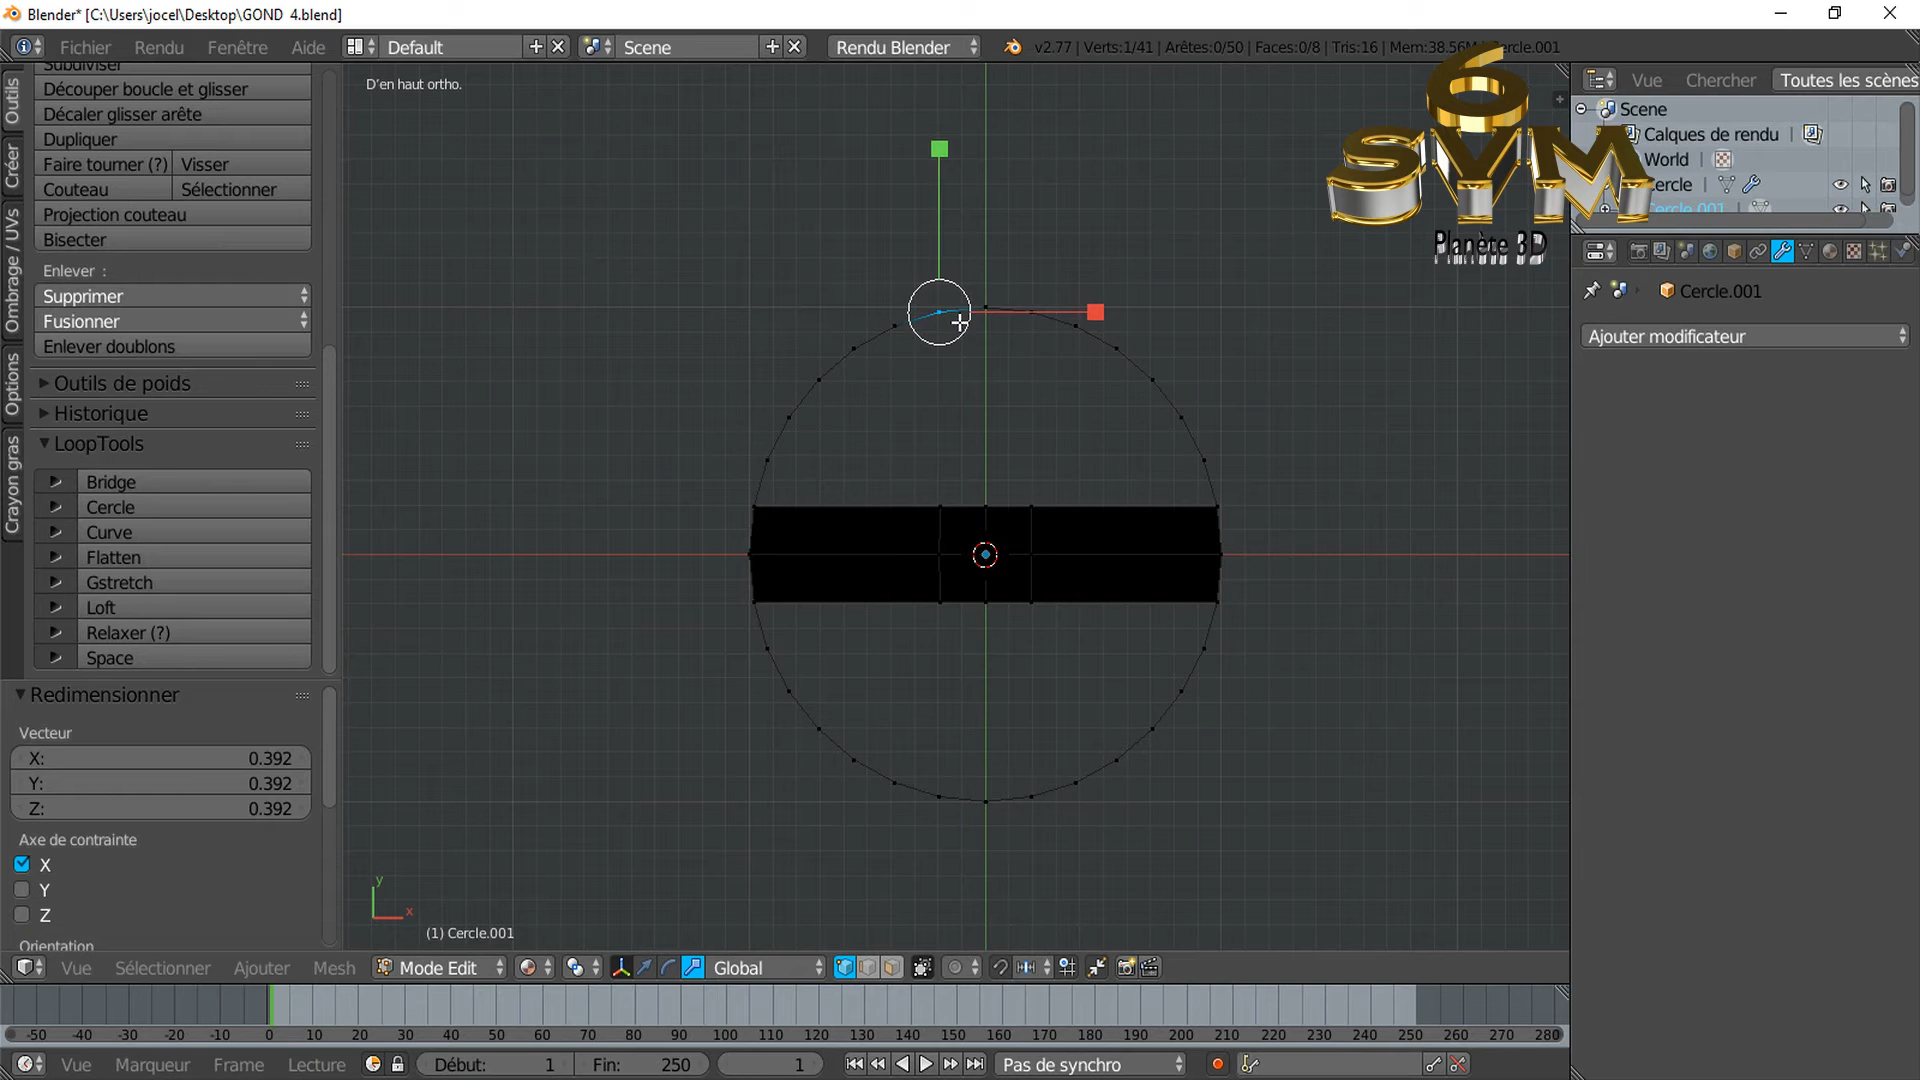 Blender* [C:\Users\jocel\Desktop\GOND  4.blend]
Fichier Rendu Fenêtre Aide Default Scene Rendu Blender v2.77 | Verts:1/41 | Arêtes:0/50 | Faces:0/8 | Tris:16 | Mem:38.56M | Cercle.001
Outils
Créer
Ombrage / UVs
Options
Crayon gras
Subdiviser
Découper boucle et glisser
Décaler glisser arête
Dupliquer
Faire tourner (?) Visser
Couteau Sélectionner
Projection couteau
Bisecter
Enlever :
Supprimer
Fusionner
Enlever doublons
Outils de poids
Historique
LoopTools
Bridge
Cercle
Curve
Flatten
Gstretch
Loft
Relaxer (?)
Space
Redimensionner
Vecteur
X: 0.392
Y: 0.392
Z: 0.392
Axe de contrainte
X
Y
Z
Orientation
D'en haut ortho.
y
x
(1) Cercle.001
6
SYM
Planète 3D
Vue Chercher Toutes les scènes
Scene
Calques de rendu
World
Cercle
Cercle.001
Cercle.001
Ajouter modificateur
Vue Sélectionner Ajouter Mesh Mode Edit Global
-50 -40 -30 -20 -10 0 10 20 30 40 50 60 70 80 90 100 110 120 130 140 150 160 170 180 190 200 210 220 230 240 250 260 270 280
Vue Marqueur Frame Lecture Début: 1 Fin: 250 1 Pas de synchro